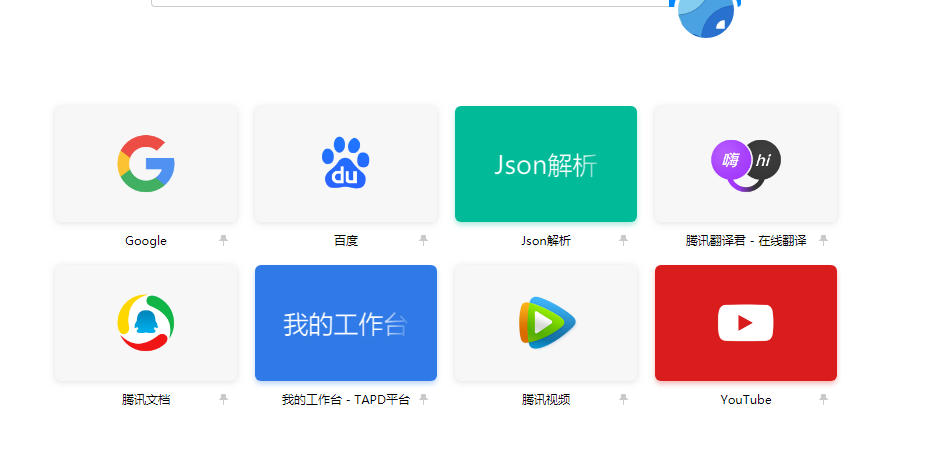 du
Json解析
嗨 hi
Google
百度
Json解析
腾讯翻译君 - 在线翻译
我的工作台
腾讯文档
我的工作台 - TAPD平台
腾讯视频
YouTube